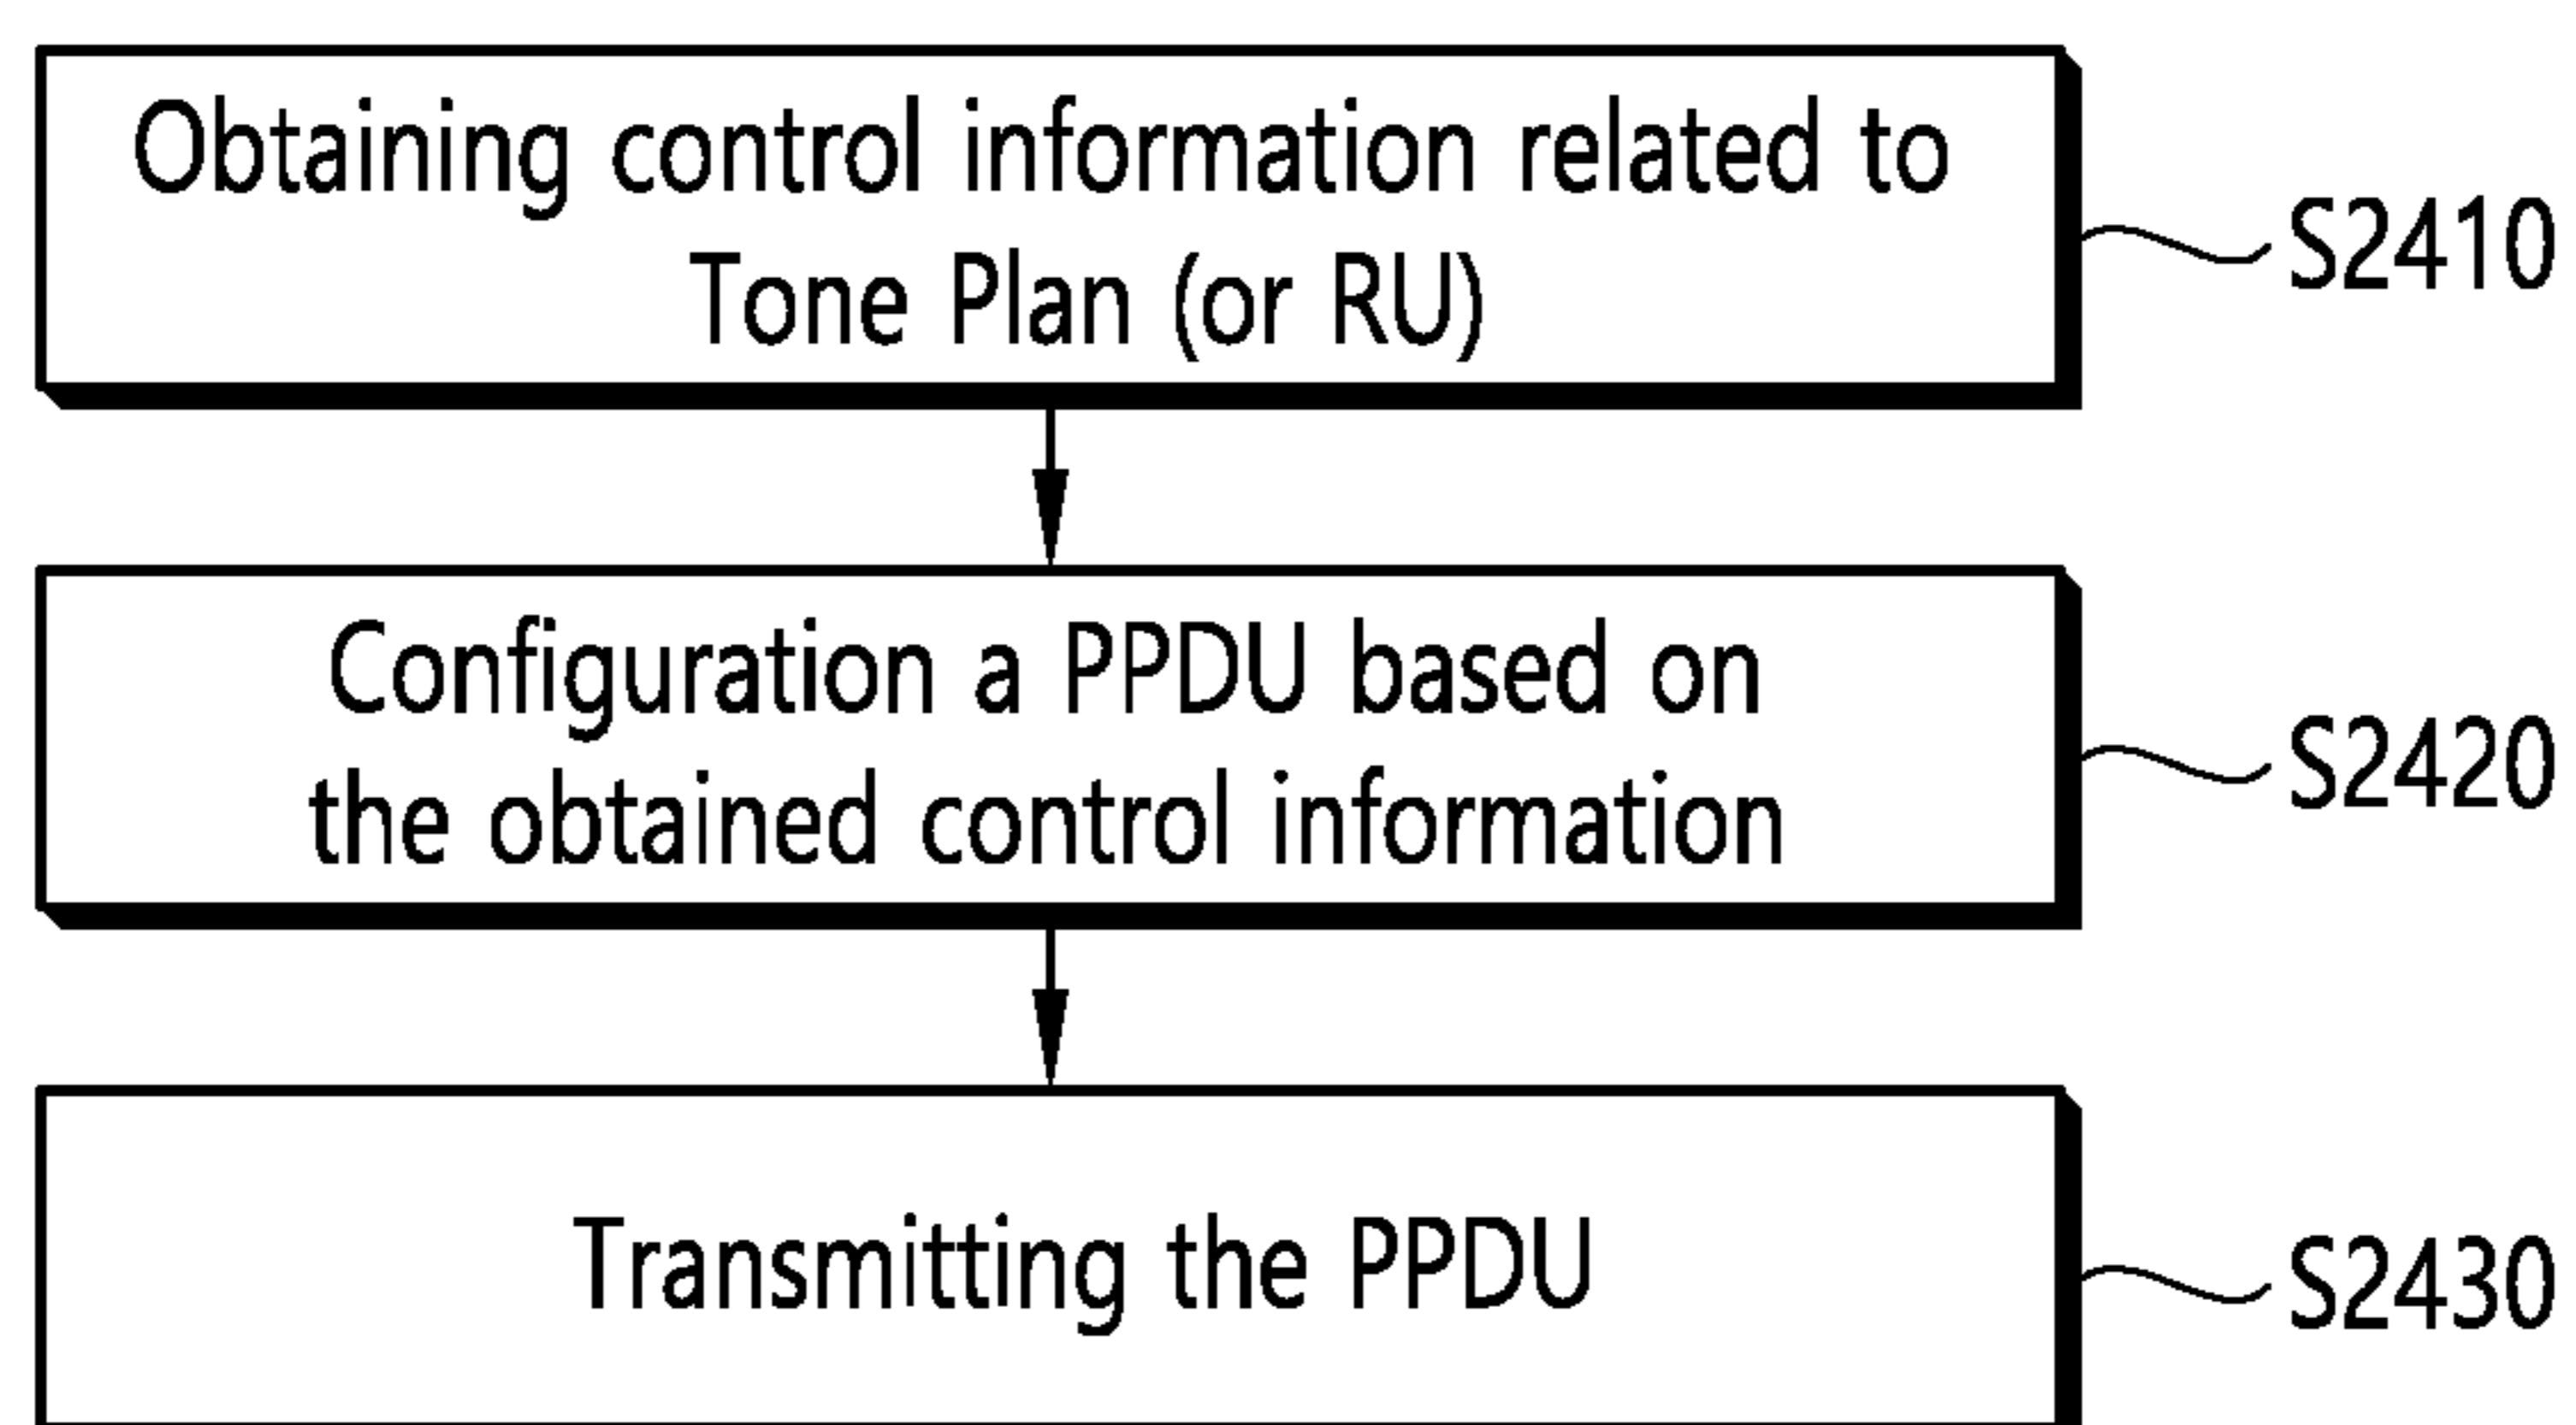 Obtaining control information related to
Tone Plan (or RU)
S2410
Configuration a PPDU based on
the obtained control information
S2420
Transmitting the PPDU
S2430